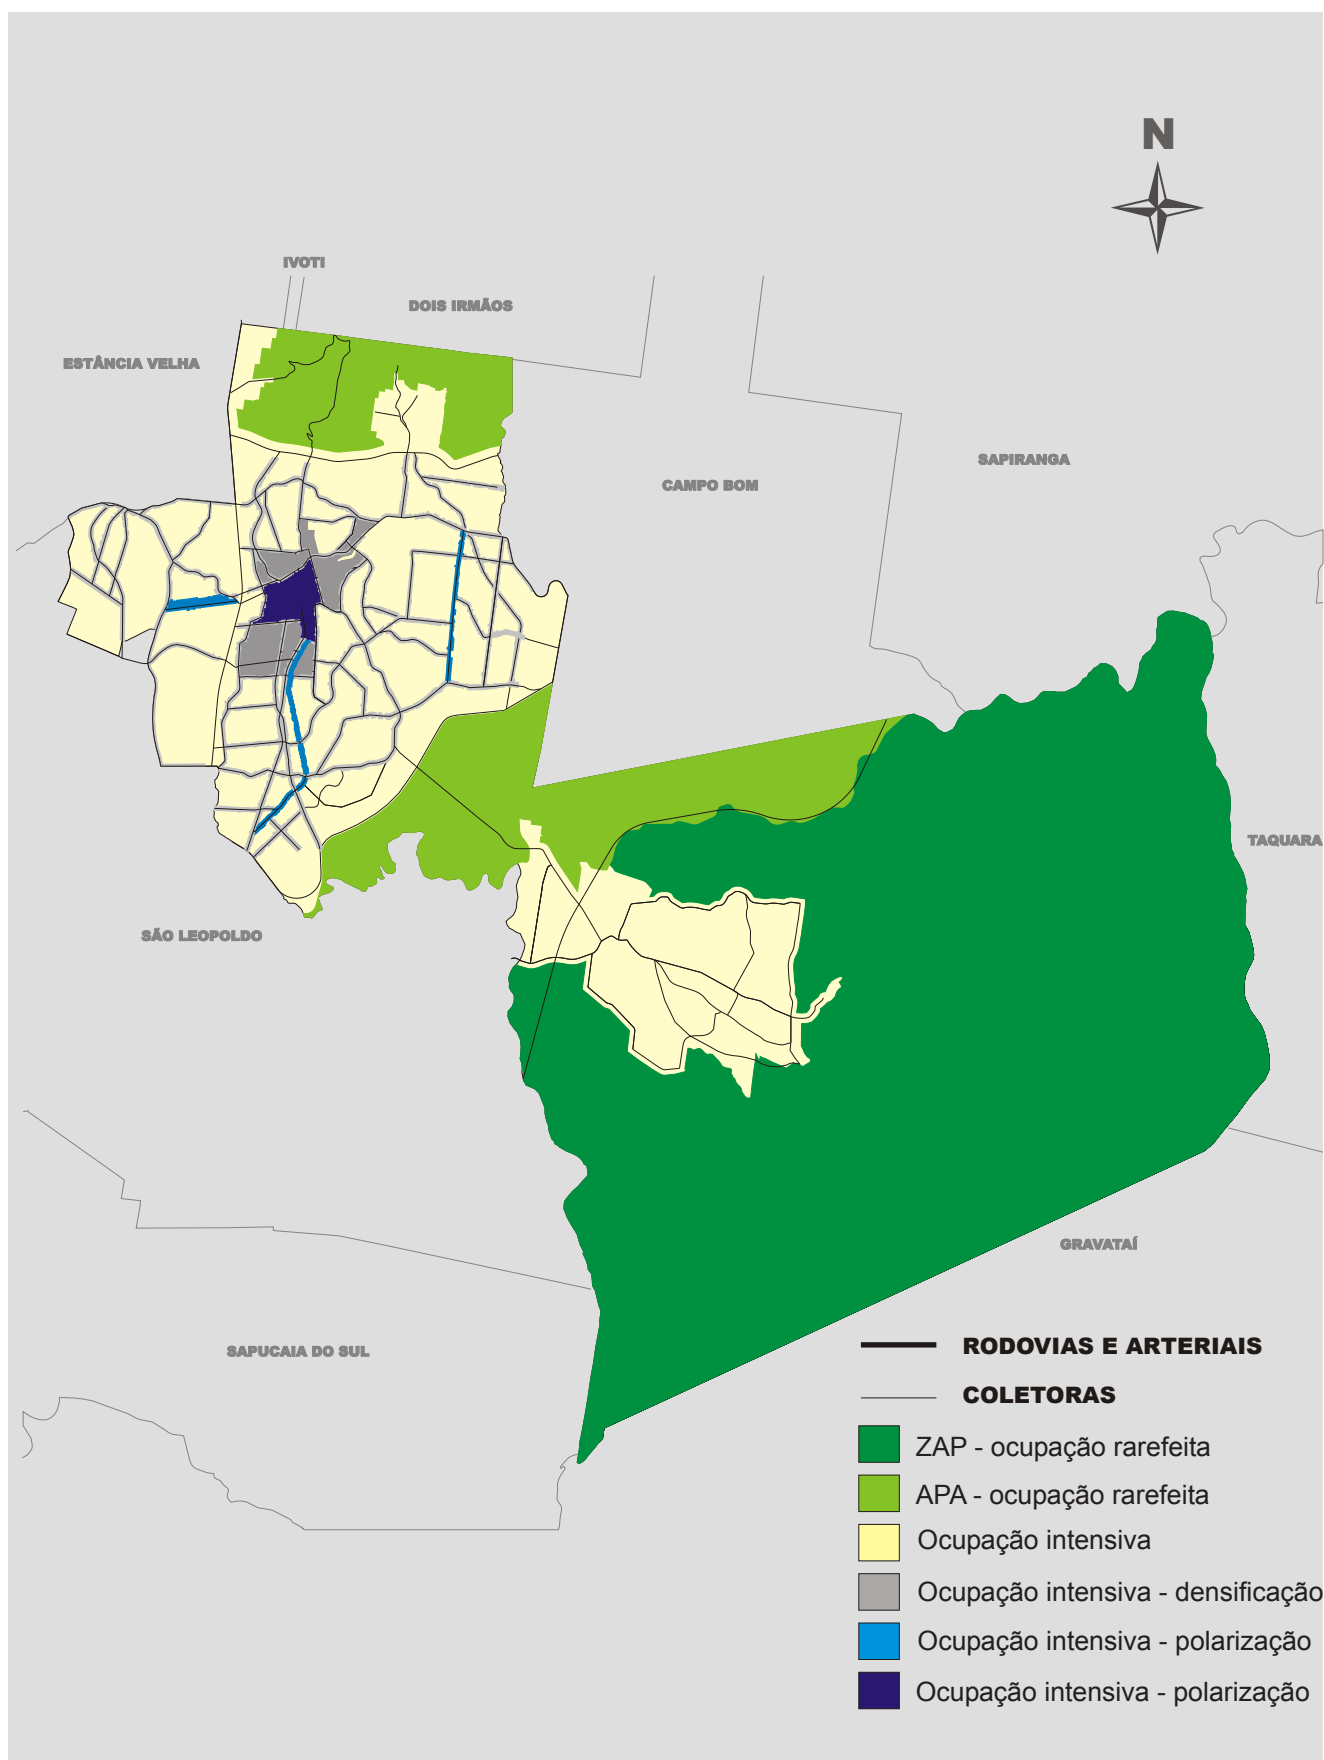 N
IVOTI
DOIS IRMÃOS
ESTÂNCIA VELHA
SAPIRANGA
CAMPO BOM
TAQUARA
SÃO LEOPOLDO
GRAVATAÍ
SAPUCAIA DO SUL
RODOVIAS E ARTERIAIS
COLETORAS
ZAP - ocupação rarefeita
APA - ocupação rarefeita
Ocupação intensiva
Ocupação intensiva - densificação
Ocupação intensiva - polarização
Ocupação intensiva - polarização